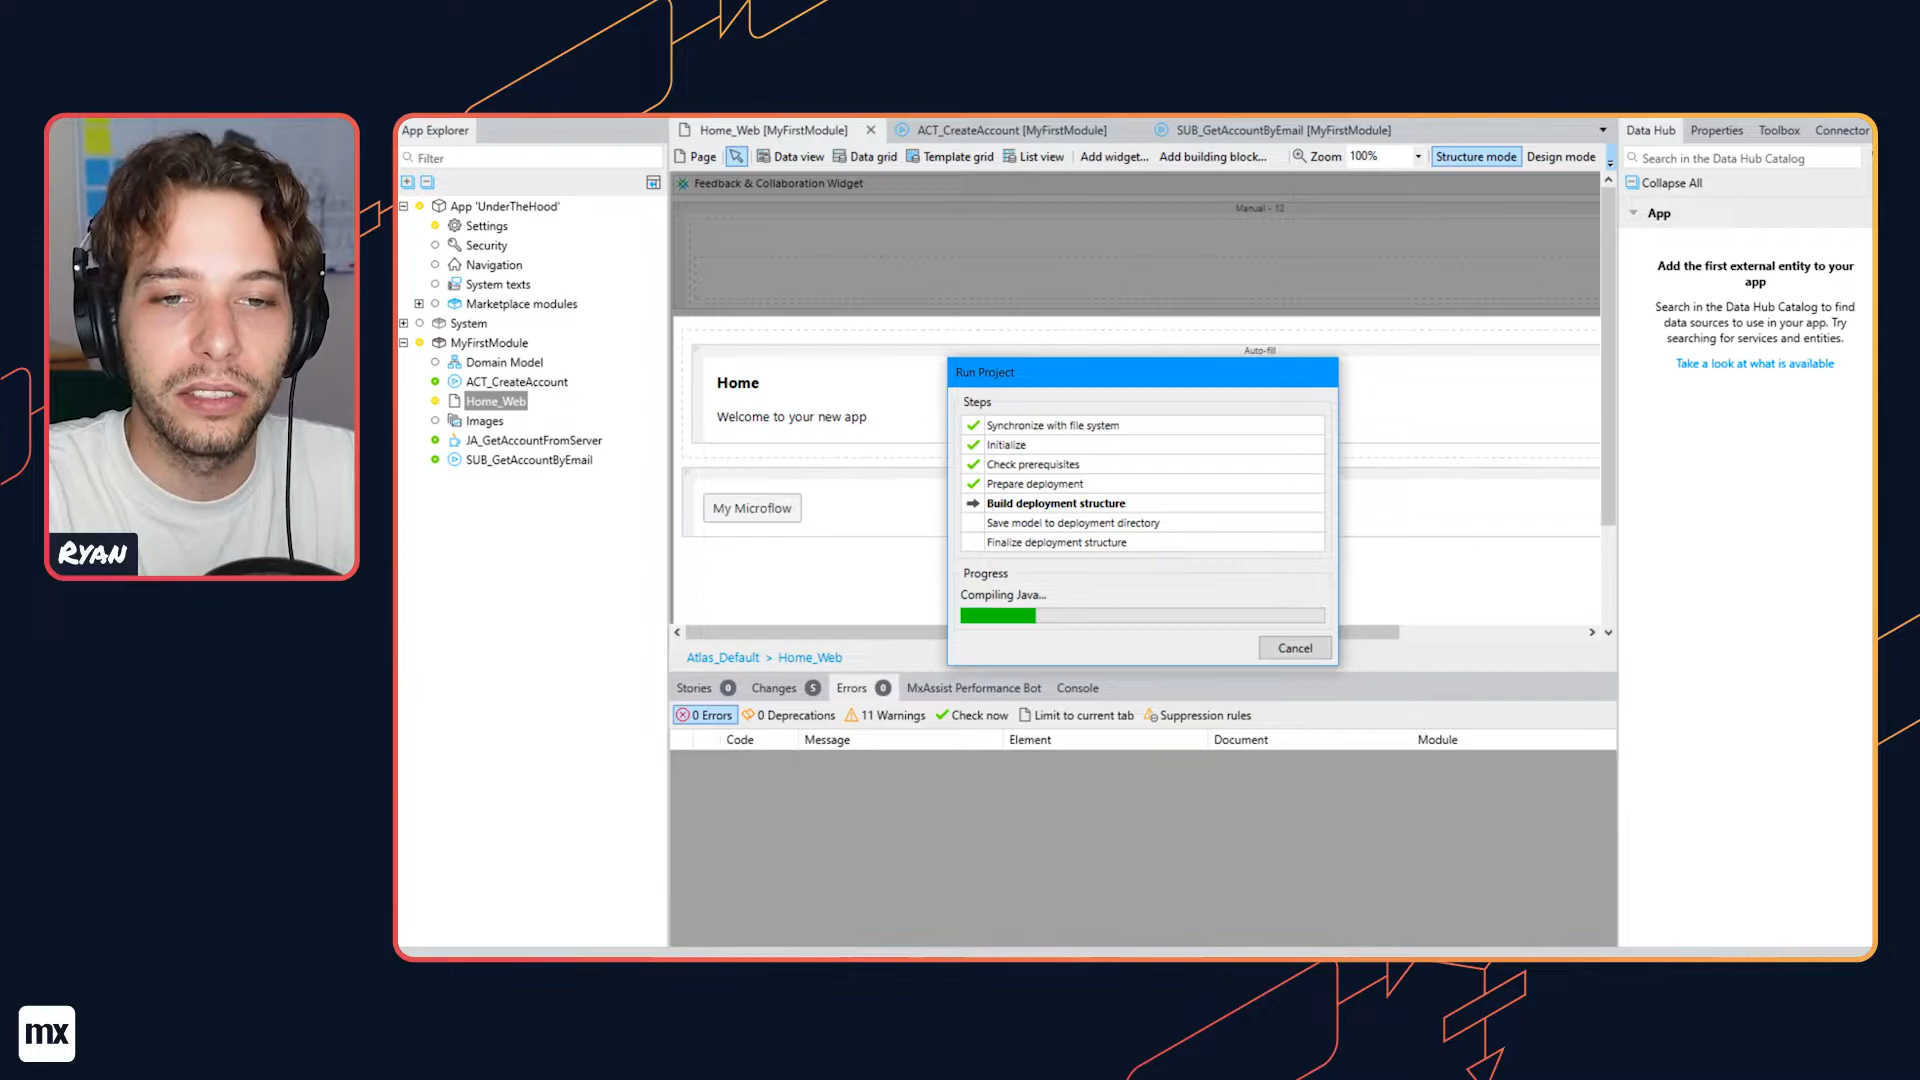 Ryan
mx
App Explorer
Filter
App 'UnderTheHood'
Settings
Security
Navigation
System texts
Marketplace modules
System
MyFirstModule
Domain Model
ACT_CreateAccount
Home_Web
Images
JA_GetAccountFromServer
SUB_GetAccountByEmail
Home_Web [MyFirstModule]
ACT_CreateAccount [MyFirstModule]
SUB_GetAccountByEmail [MyFirstModule]
Page Data view Data grid Template grid List view Add widget... Add building block... Zoom 100% Structure mode Design mode
Feedback & Collaboration Widget
Manual - 12
Auto-fill
Home
Welcome to your new app
My Microflow
Run Project
Steps
Synchronize with file system
Initialize
Check prerequisites
Prepare deployment
Build deployment structure
Save model to deployment directory
Finalize deployment structure
Progress
Compiling Java...
Cancel
Atlas_Default > Home_Web
Stories 0 Changes 5 Errors 0 MxAssist Performance Bot Console
0 Errors 0 Deprecations 11 Warnings Check now Limit to current tab Suppression rules
Code Message Element Document Module
Data Hub Properties Toolbox Connector
Search in the Data Hub Catalog
Collapse All
App
Add the first external entity to your
app
Search in the Data Hub Catalog to find
data sources to use in your app. Try
searching for services and entities.
Take a look at what is available